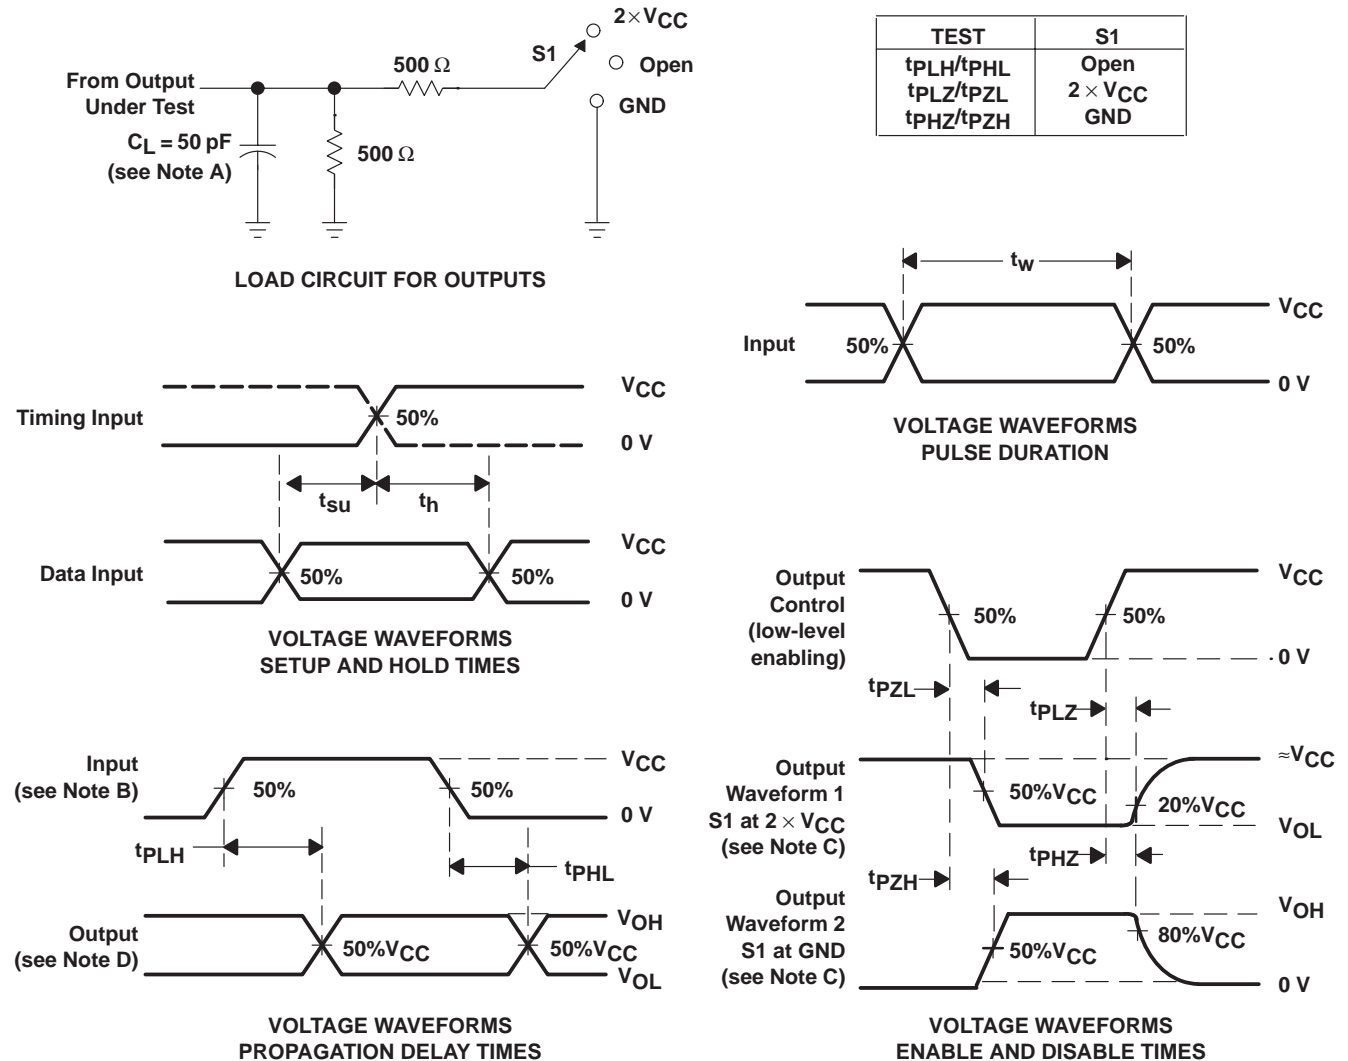 2 × VCC
S1
Open
GND
500 Ω
From Output
Under Test
CL = 50 pF
(see Note A)
500 Ω
LOAD CIRCUIT FOR OUTPUTS
TEST S1
tPLH/tPHL Open
tPLZ/tPZL 2 × VCC
tPHZ/tPZH GND
tw
Input 50% 50% VCC
0 V
VOLTAGE WAVEFORMS
PULSE DURATION
Timing Input 50% VCC
0 V
tsu th
Data Input 50% 50% VCC
0 V
VOLTAGE WAVEFORMS
SETUP AND HOLD TIMES
Input
(see Note B)
50% 50% VCC
0 V
tPLH tPHL
Output
(see Note D)
50%VCC 50%VCC VOH
VOL
VOLTAGE WAVEFORMS
PROPAGATION DELAY TIMES
Output
Control
(low-level
enabling)
50% 50% VCC
0 V
tPZL tPLZ
Output
Waveform 1
S1 at 2 × VCC
(see Note C)
50%VCC 20%VCC ≈VCC
VOL
tPZH tPHZ
Output
Waveform 2
S1 at GND
(see Note C)
50%VCC 80%VCC VOH
0 V
VOLTAGE WAVEFORMS
ENABLE AND DISABLE TIMES